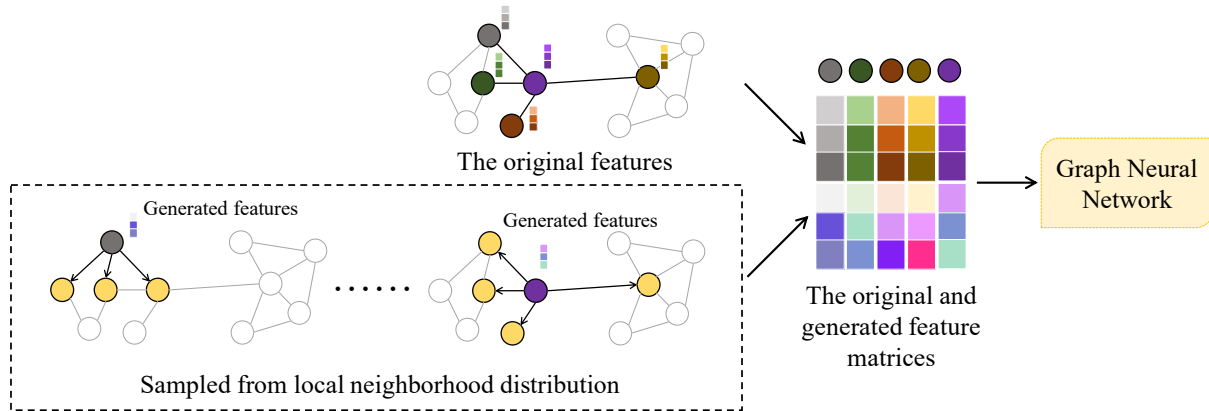 The original features
Generated features
Generated features
Sampled from local neighborhood distribution
The original and
generated feature
matrices
Graph Neural
Network